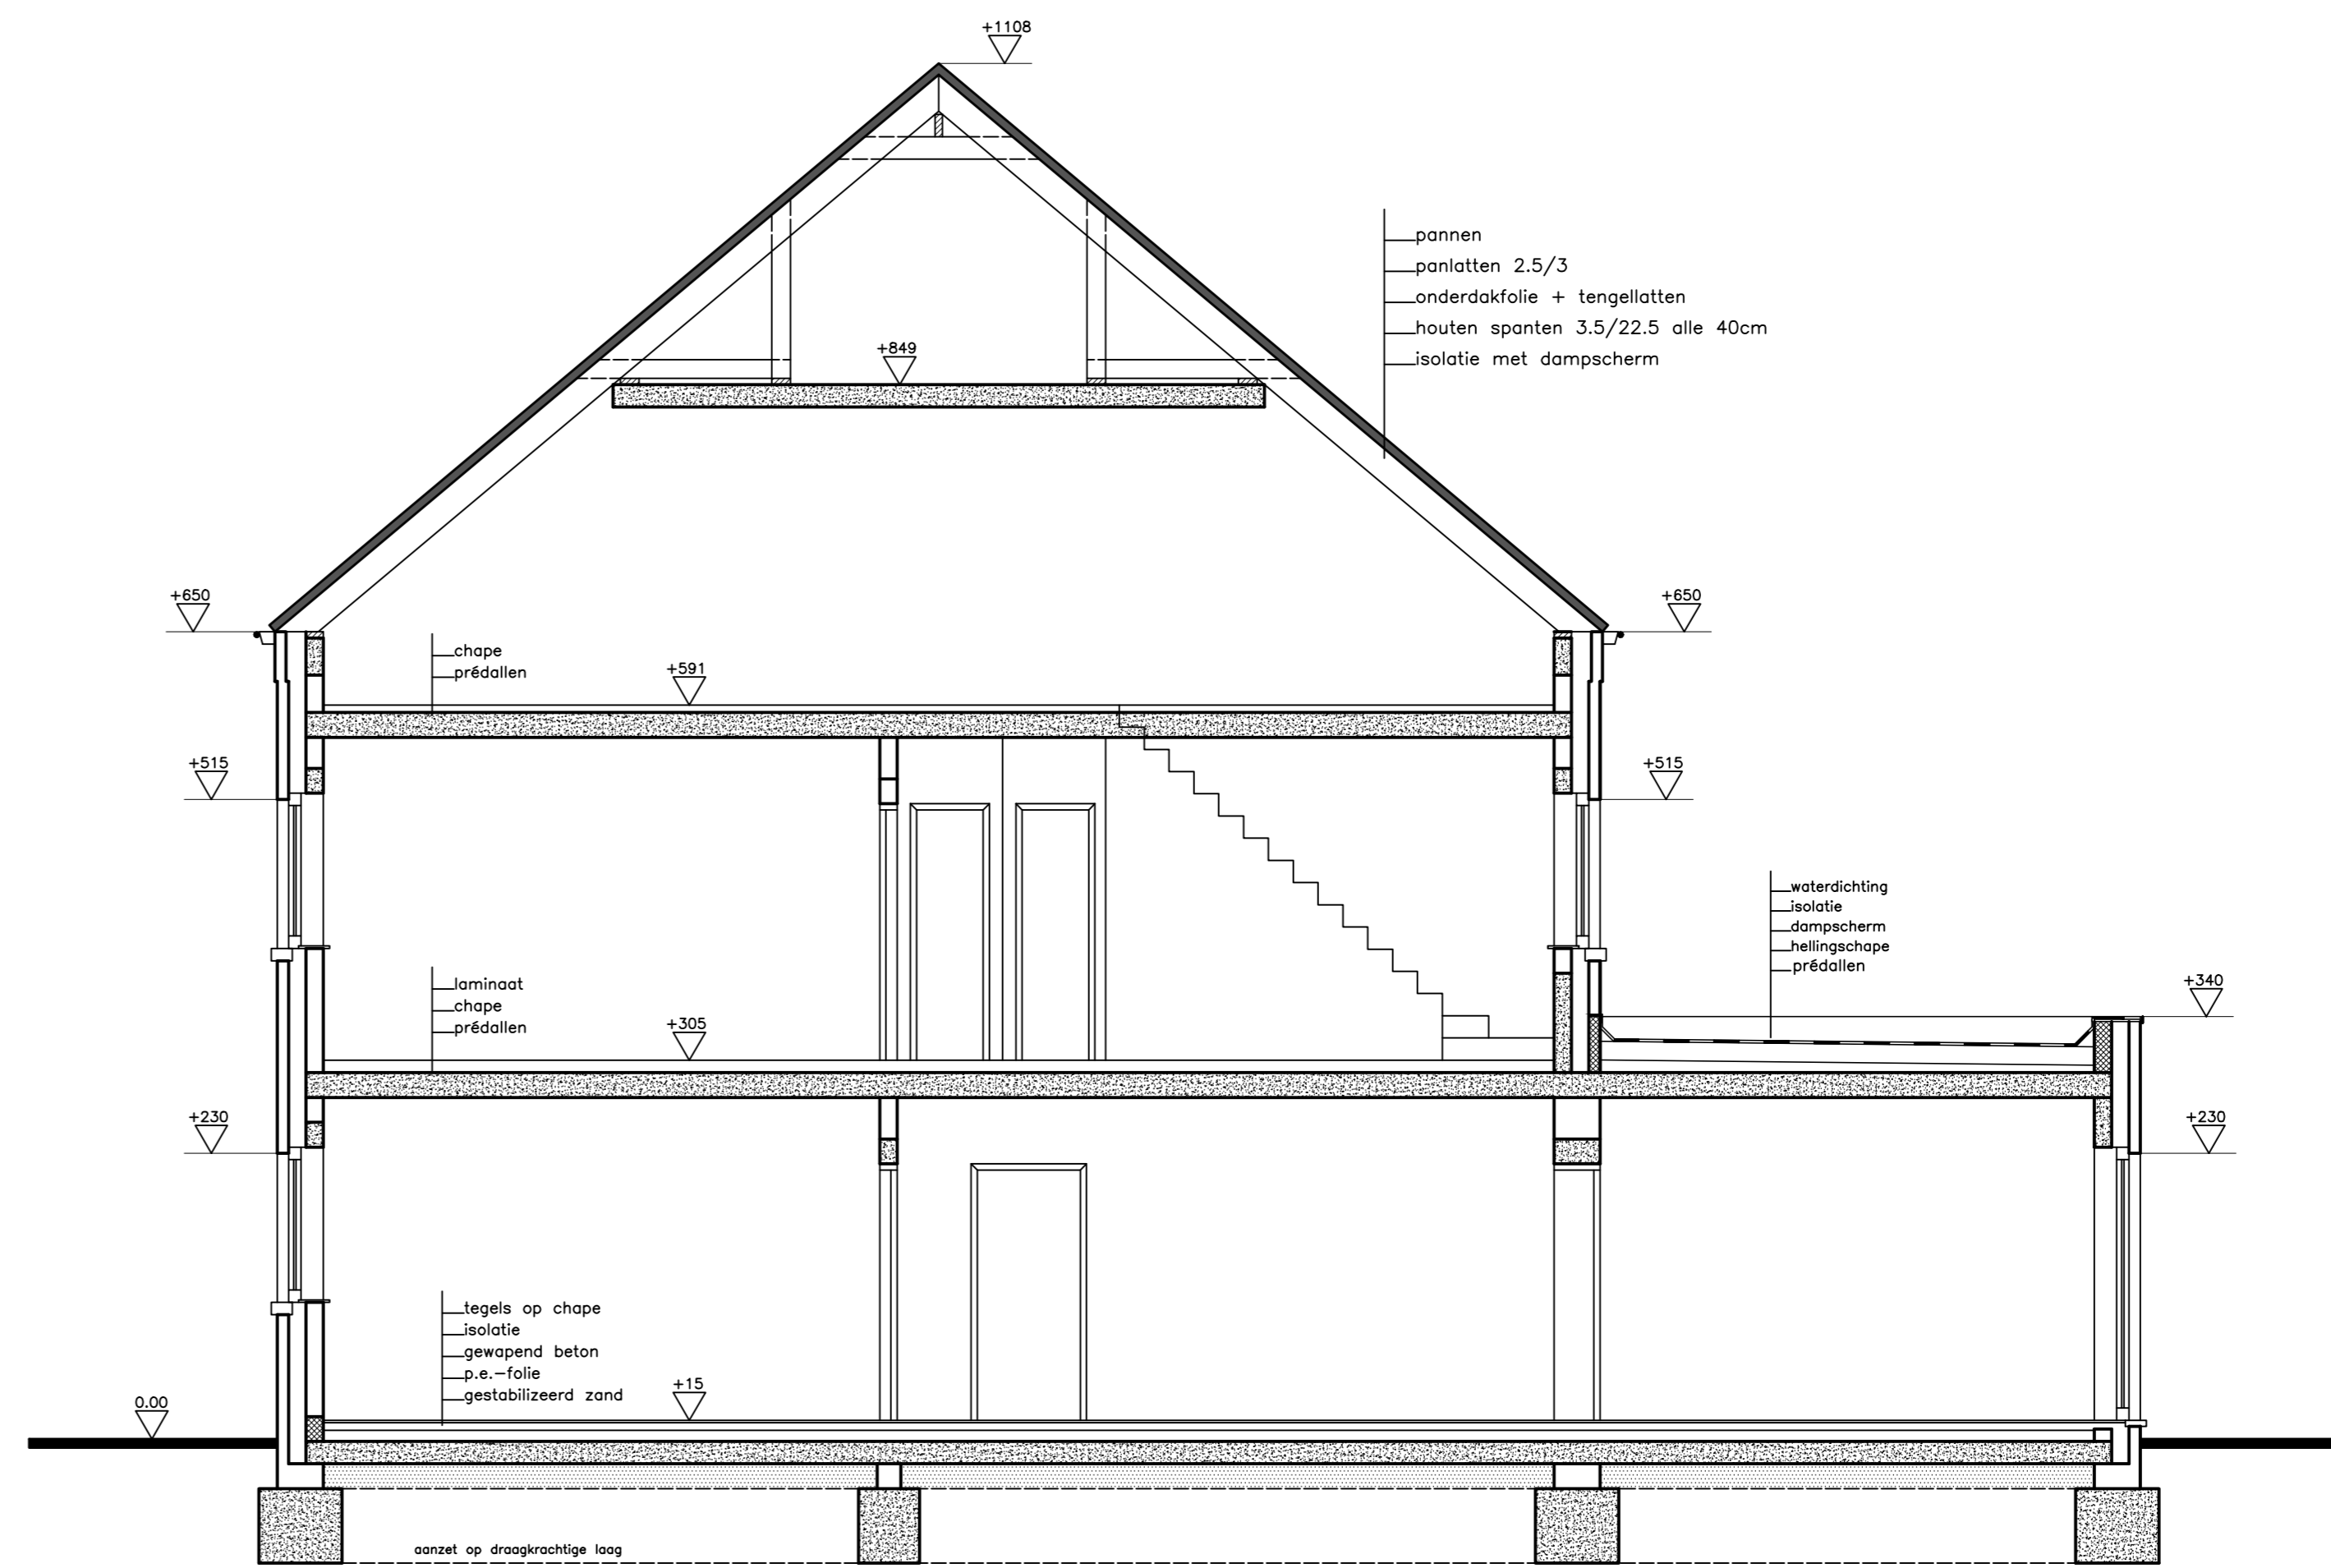 +1108
pannen
panlatten 2.5/3
onderdakfolie + tengellatten
houten spanten 3.5/22.5 alle 40cm
isolatie met dampscherm
+849
+650
+650
chape
prédallen
+591
+515
+515
waterdichting
isolatie
dampscherm
hellingschape
prédallen
laminaat
chape
prédallen
+305
+340
+230
+230
tegels op chape
isolatie
gewapend beton
p.e.-folie
gestabilizeerd zand
+15
0.00
aanzet op draagkrachtige laag